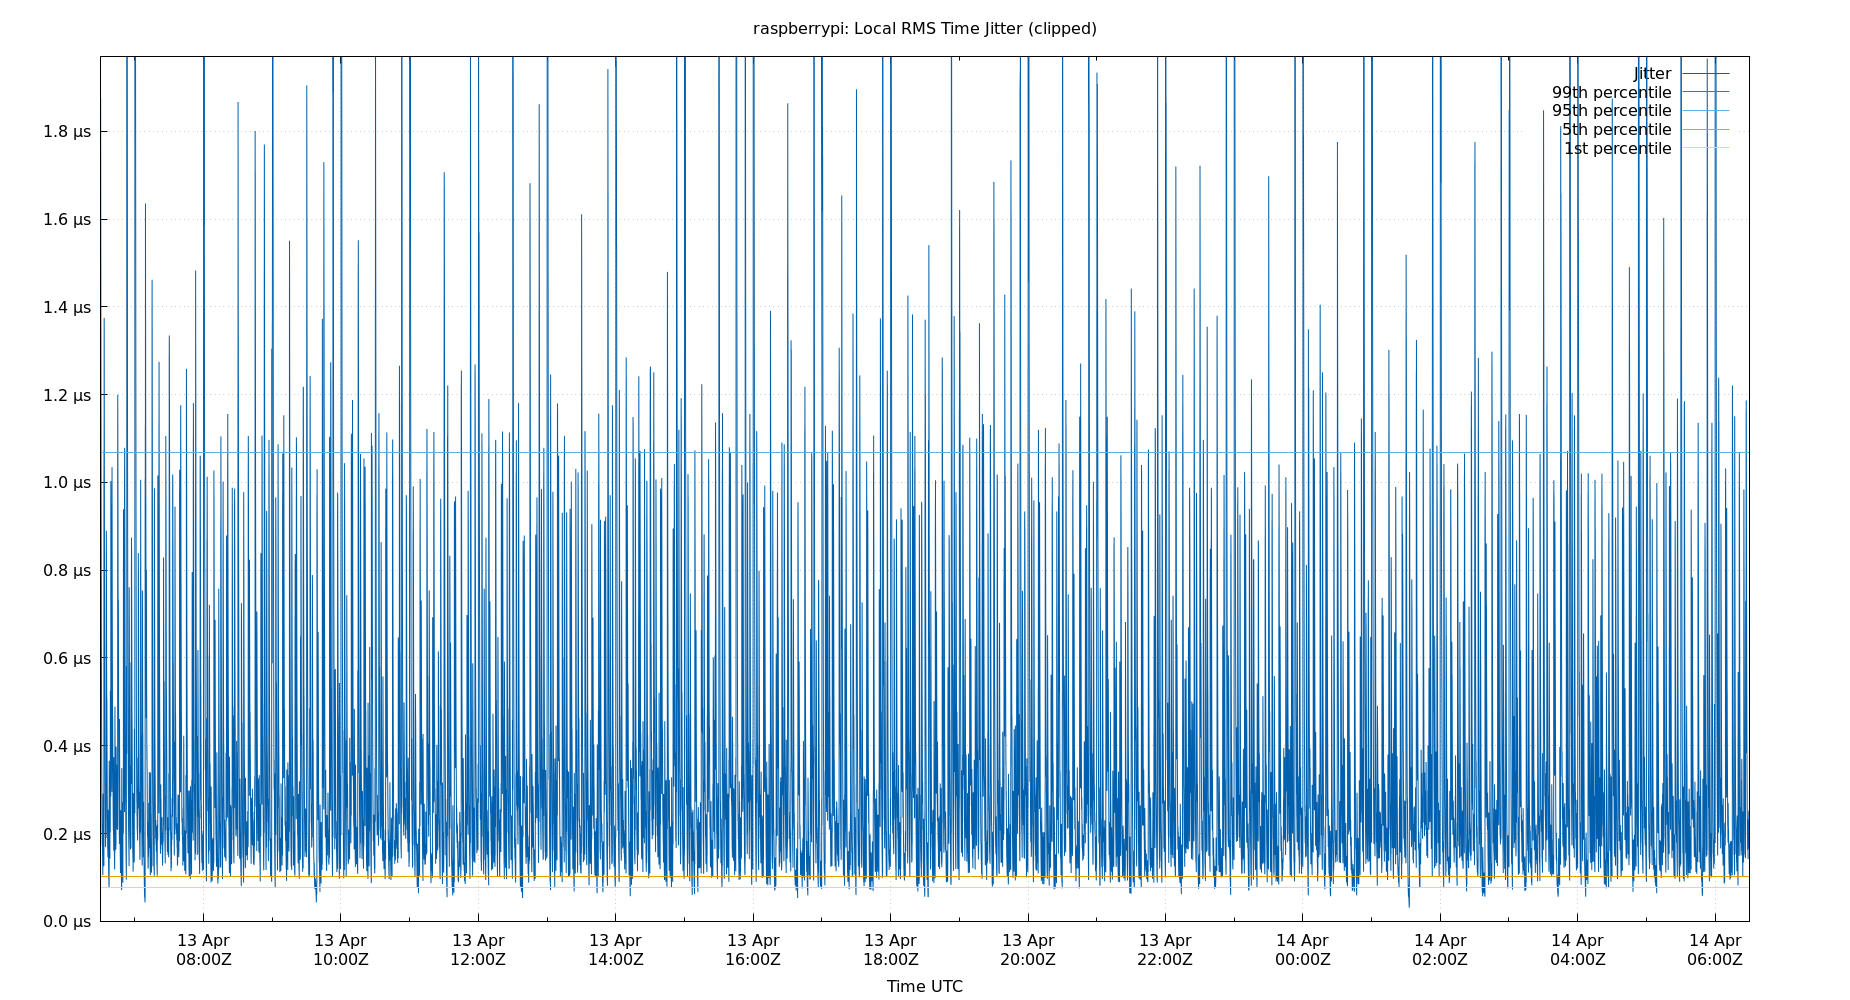 raspberrypi: Local RMS Time Jitter (clipped)
Jitter
99th percentile
95th percentile
5th percentile
1st percentile
1.8 µs
1.6 µs
1.4 µs
1.2 µs
1.0 µs
0.8 µs
0.6 µs
0.4 µs
0.2 µs
0.0 µs
13 Apr 13 Apr 13 Apr 13 Apr 13 Apr 13 Apr 13 Apr 13 Apr 14 Apr 14 Apr 14 Apr 14 Apr
08:00Z 10:00Z 12:00Z 14:00Z 16:00Z 18:00Z 20:00Z 22:00Z 00:00Z 02:00Z 04:00Z 06:00Z
Time UTC